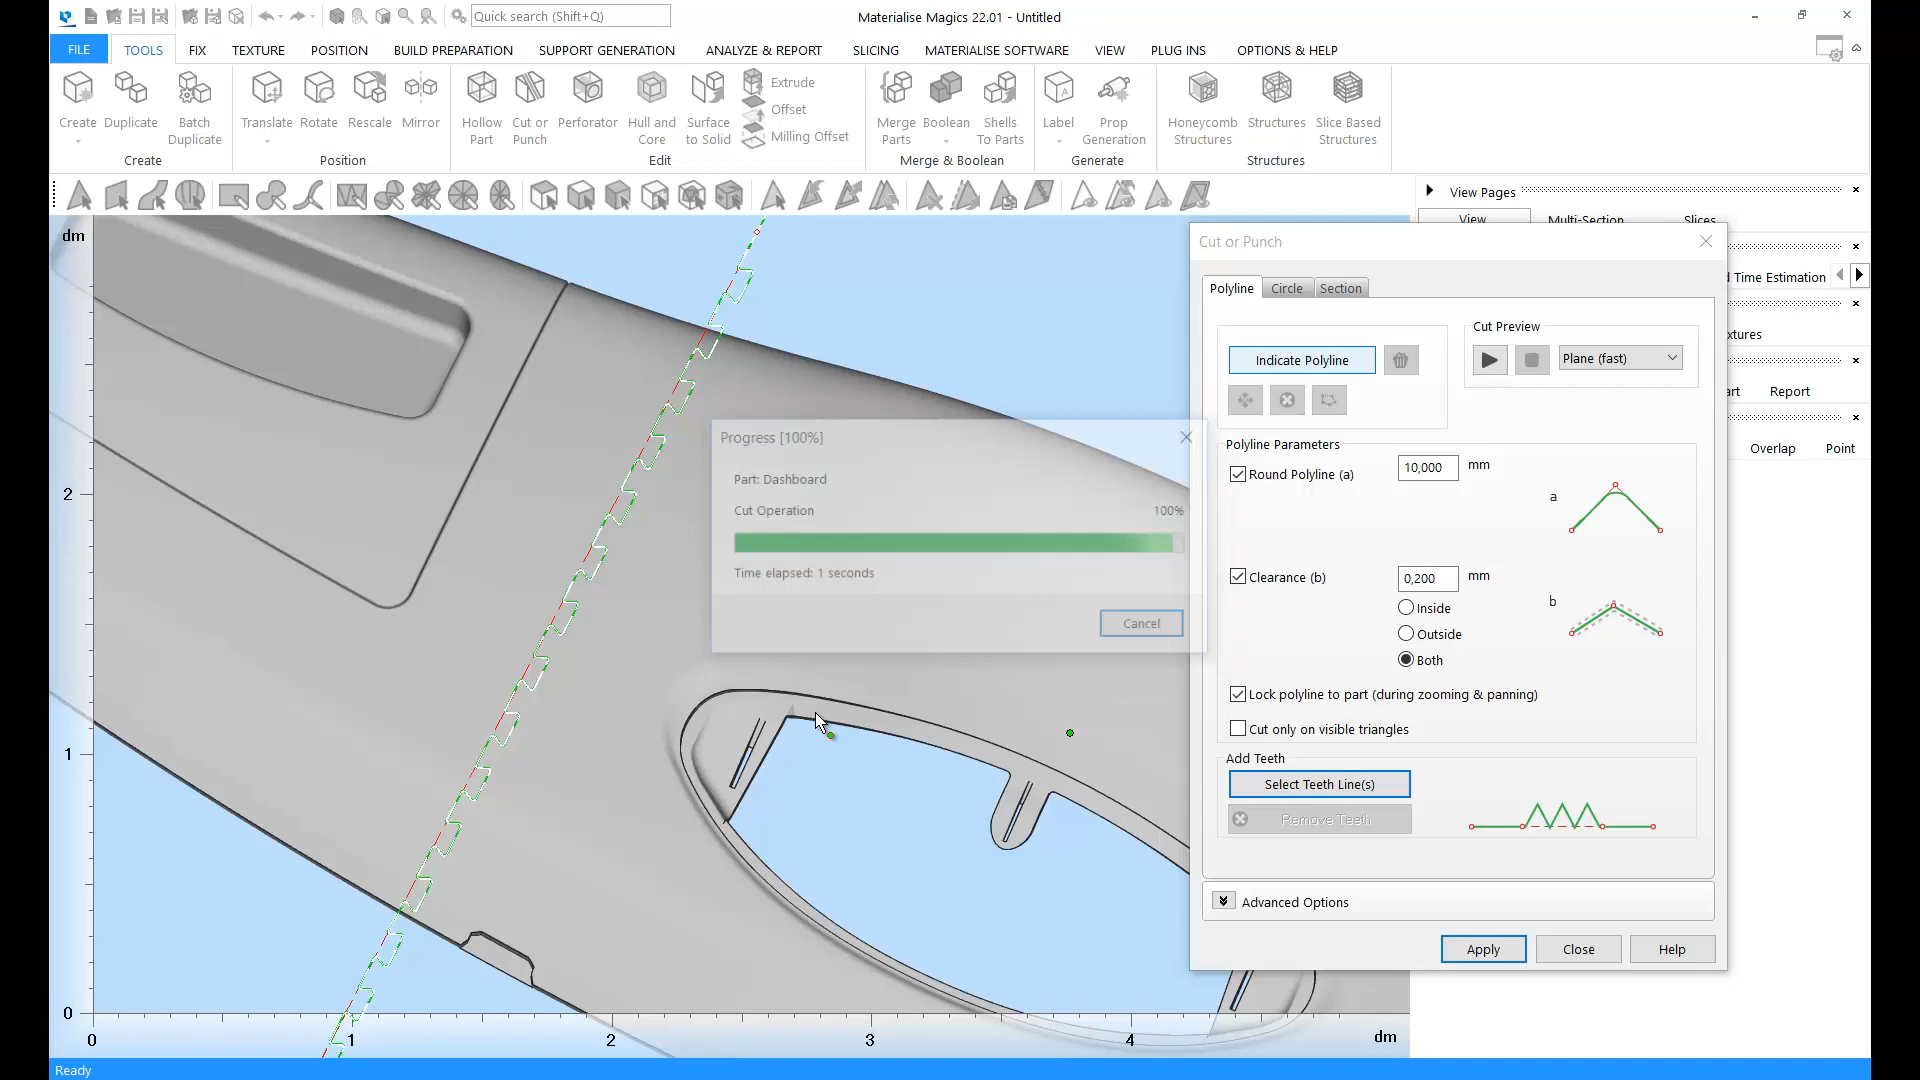 Quick search (Shift+Q)
Materialise Magics 22.01 - Untitled
FILE
TOOLS
FIX
TEXTURE
POSITION
BUILD PREPARATION
SUPPORT GENERATION
ANALYZE & REPORT
SLICING
MATERIALISE SOFTWARE
VIEW
PLUG INS
OPTIONS & HELP
Create
Duplicate
Batch
Duplicate
Create
Translate
Rotate
Rescale
Mirror
Position
Hollow
Part
Cut or
Punch
Perforator
Hull and
Core
Surface
to Solid
Extrude
Offset
Milling Offset
Edit
Merge
Parts
Boolean
Shells
To Parts
Merge & Boolean
Label
Prop
Generation
Generate
Honeycomb
Structures
Structures
Slice Based
Structures
Structures
View Pages
View
Multi-Section
Slices
Time Estimation
xtures
art
Report
Overlap
Point
dm
2
1
0
0
1
2
3
4
dm
Progress [100%]
Part: Dashboard
Cut Operation
100%
Time elapsed: 1 seconds
Cancel
Cut or Punch
Polyline
Circle
Section
Indicate Polyline
Cut Preview
Plane (fast)
Polyline Parameters
Round Polyline (a)
10,000
mm
a
Clearance (b)
0,200
mm
Inside
b
Outside
Both
Lock polyline to part (during zooming & panning)
Cut only on visible triangles
Add Teeth
Select Teeth Line(s)
Remove Teeth
Advanced Options
Apply
Close
Help
Ready